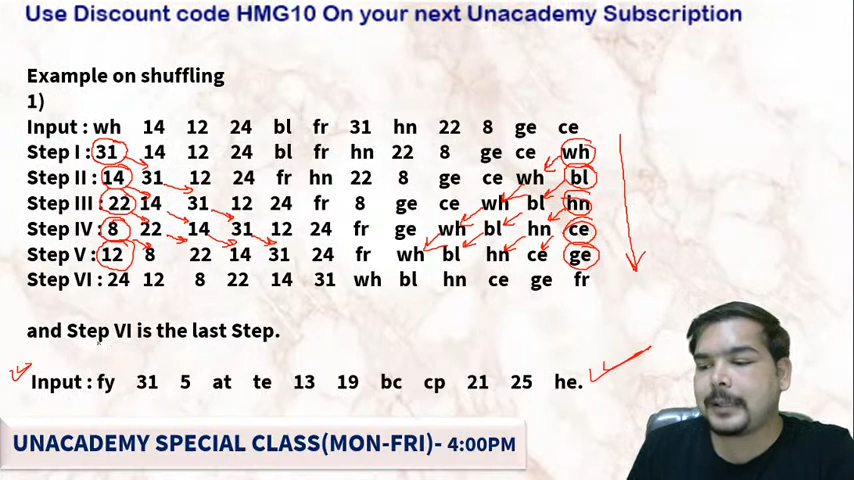 Use Discount code HMG10 On your next Unacademy Subscription
Example on shuffling
1)
Input : wh 14 12 24 bl fr 31 hn 22 8 ge ce
Step I : 31 14 12 24 bl fr hn 22 8 ge ce wh
Step II : 14 31 12 24 fr hn 22 8 ge ce wh bl
Step III : 22 14 31 12 24 fr 8 ge ce wh bl hn
Step IV : 8 22 14 31 12 24 fr ge wh bl hn ce
Step V : 12 8 22 14 31 24 fr wh bl hn ce ge
Step VI : 24 12 8 22 14 31 wh bl hn ce ge fr
and Step VI is the last Step.
Input : fy 31 5 at te 13 19 bc cp 21 25 he.
UNACADEMY SPECIAL CLASS(MON-FRI)- 4:00PM